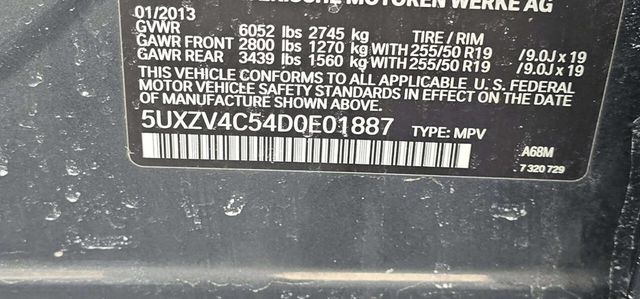 MOTOREN WERKE AG
01/2013
GVWR 6052 lbs 2745 kg TIRE / RIM
GAWR FRONT 2800 lbs 1270 kg WITH 255/50 R19 /9.0J x 19
GAWR REAR 3439 lbs 1560 kg WITH 255/50 R19 /9.0J x 19
THIS VEHICLE CONFORMS TO ALL APPLICABLE U. S. FEDERAL
MOTOR VEHICLE SAFETY STANDARDS IN EFFECT ON THE
DATE OF MANUFACTURE SHOWN ABOVE.
5UXZV4C54D0E01887 TYPE: MPV
A68M
7 320 729